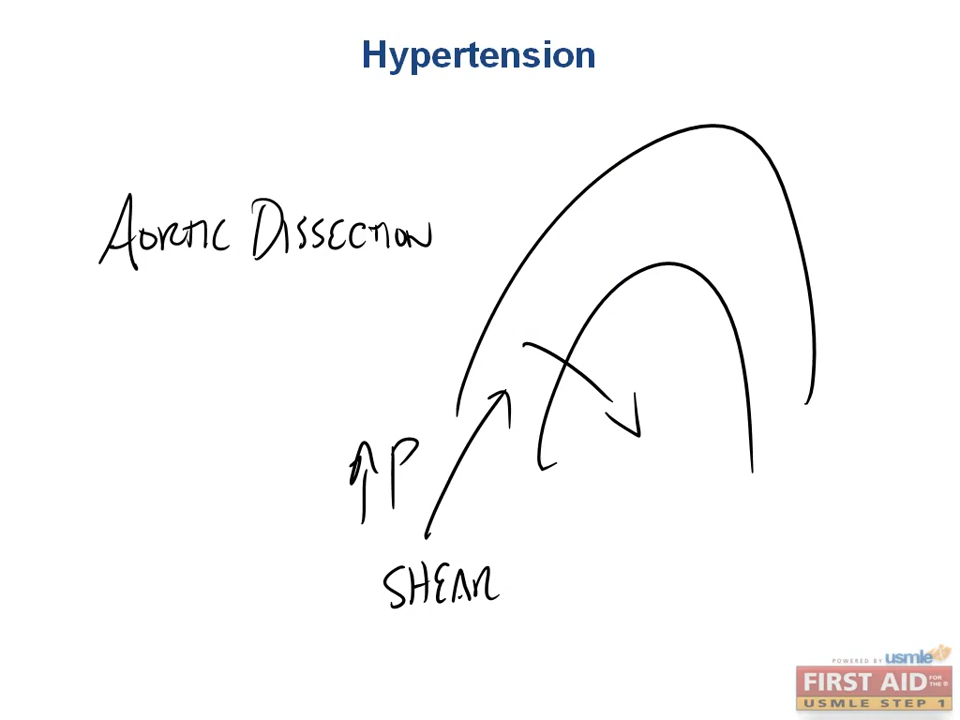 Hypertension
AORTIC DISSECTION
↑P
SHEAR
POWERED BY usmle
FIRST AID FOR THE ®
USMLE STEP 1